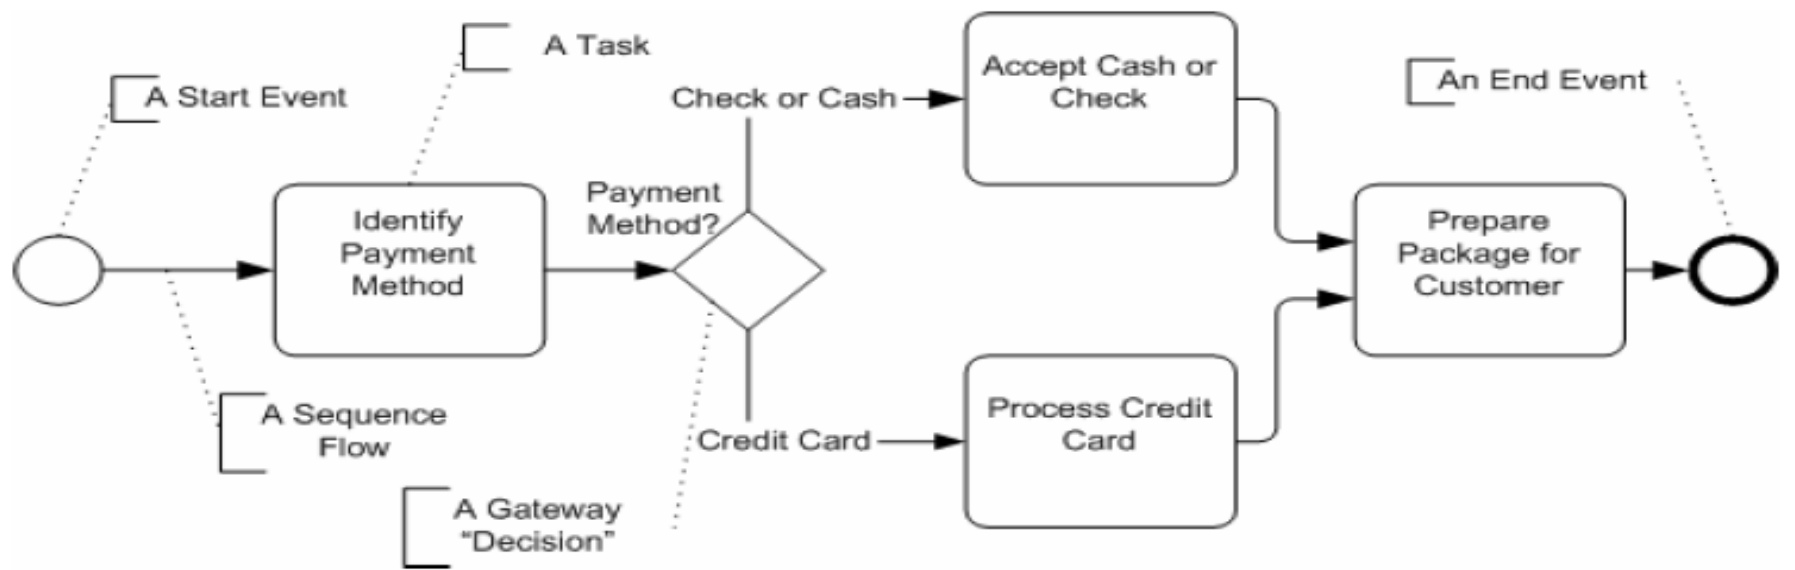 A Task
A Start Event
Accept Cash or
Check
Check or Cash
An End Event
Identify
Payment
Method
Payment
Method?
Prepare
Package for
Customer
A Sequence
Flow
Credit Card
Process Credit
Card
A Gateway
“Decision”